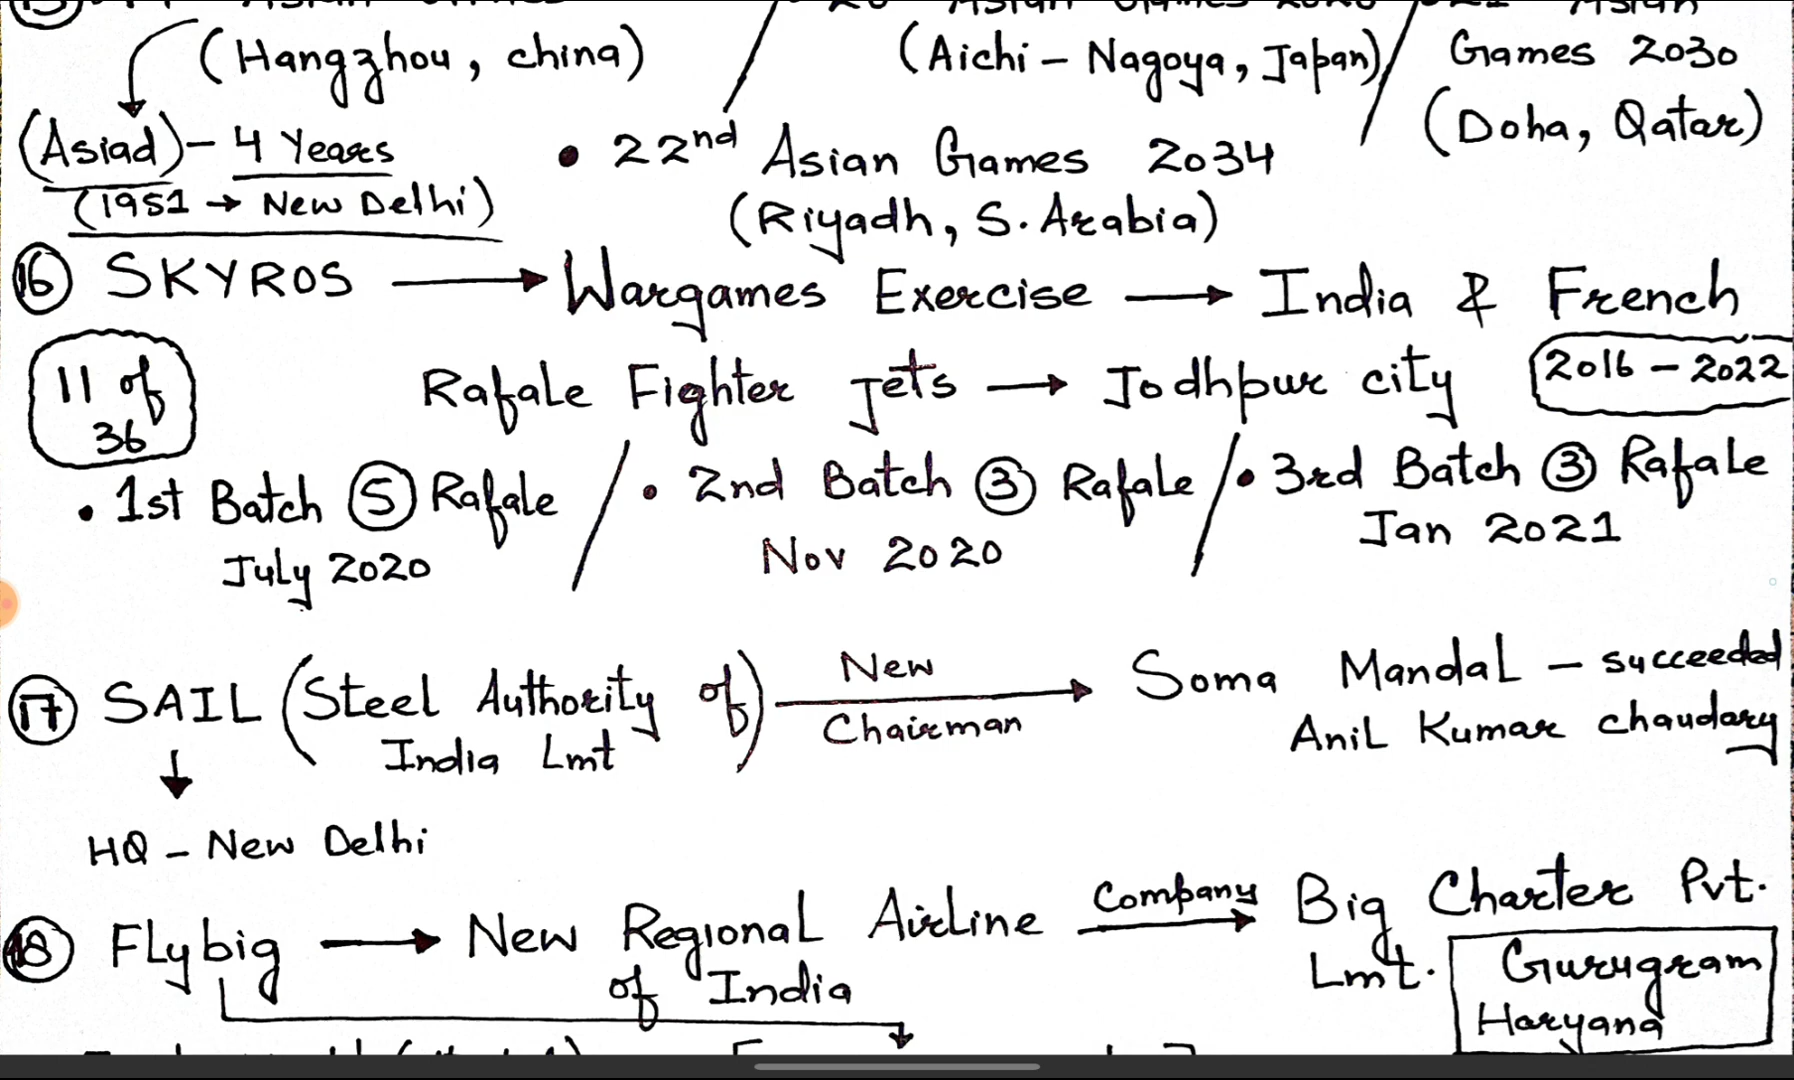 (Hangzhou, china)
(Aichi - Nagoya, Japan)
Games 2030
(Doha, Qatar)
(Asiad) - 4 Years
(1951 → New Delhi)
• 22nd Asian Games 2034
(Riyadh, S. Arabia)
16 SKYROS → Wargames Exercise → India & French
11 of
36
Rafale Fighter Jets → Jodhpur city
2016 - 2022
• 1st Batch 5 Rafale
July 2020
• 2nd Batch 3 Rafale
Nov 2020
• 3rd Batch 3 Rafale
Jan 2021
17 SAIL (Steel Authority of
India Lmt)
New
Chairman
→ Soma Mandal - succeeded
Anil Kumar chaudary
↓
HQ - New Delhi
18 Flybig → New Regional Airline
of India
Company
→ Big Charter Pvt.
Lmt.
Gurugram
Haryana